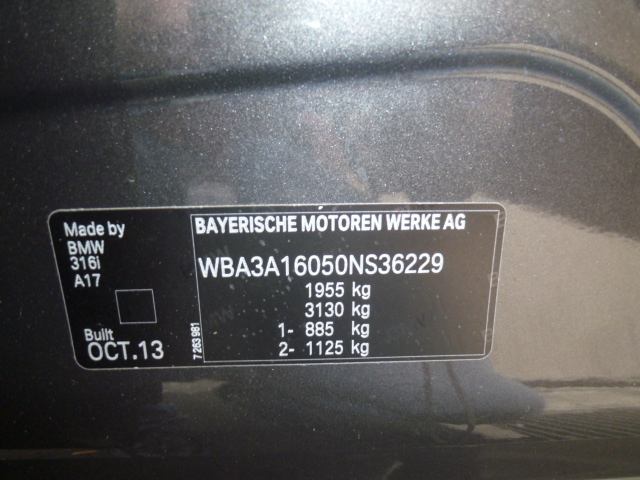 Made by
BMW
316i
A17
Built
OCT.13
7 263 981
BAYERISCHE MOTOREN WERKE AG
WBA3A16050NS36229
1955 kg
3130 kg
1- 885 kg
2- 1125 kg